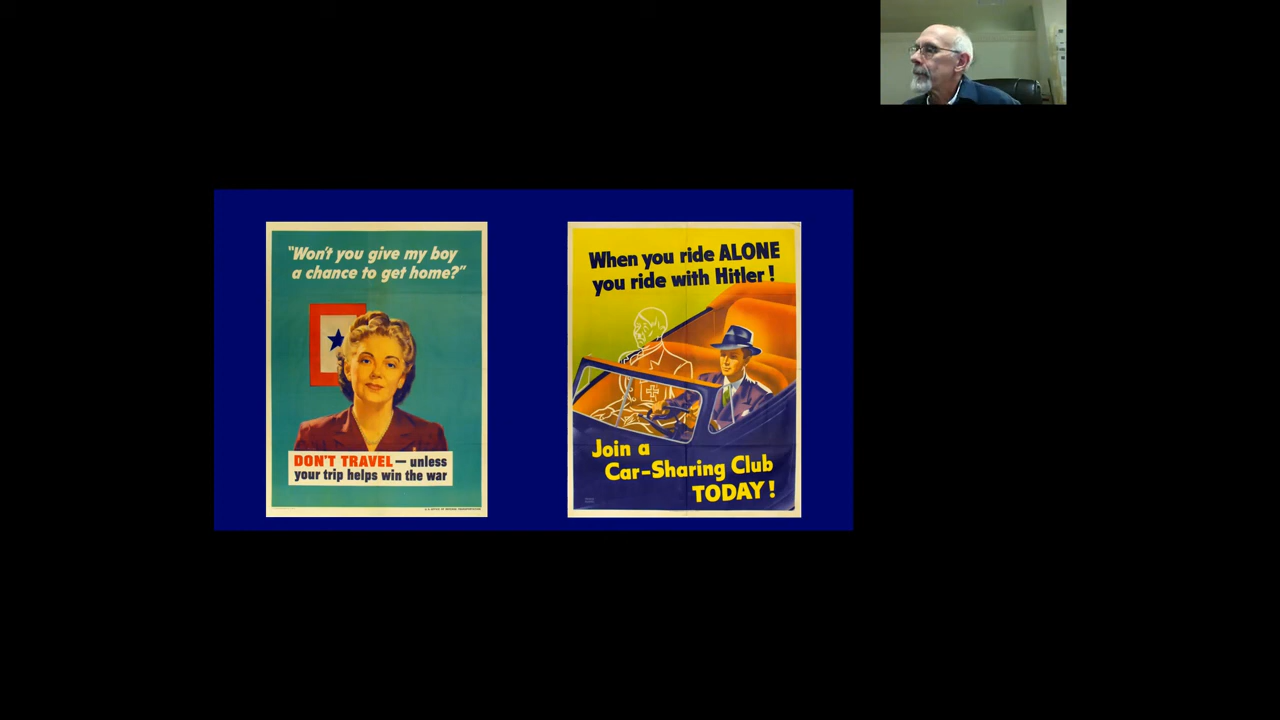 "Won't you give my boy
a chance to get home?"
DON'T TRAVEL — unless
your trip helps win the war
When you ride ALONE
you ride with Hitler !
Join a
Car-Sharing Club
TODAY !